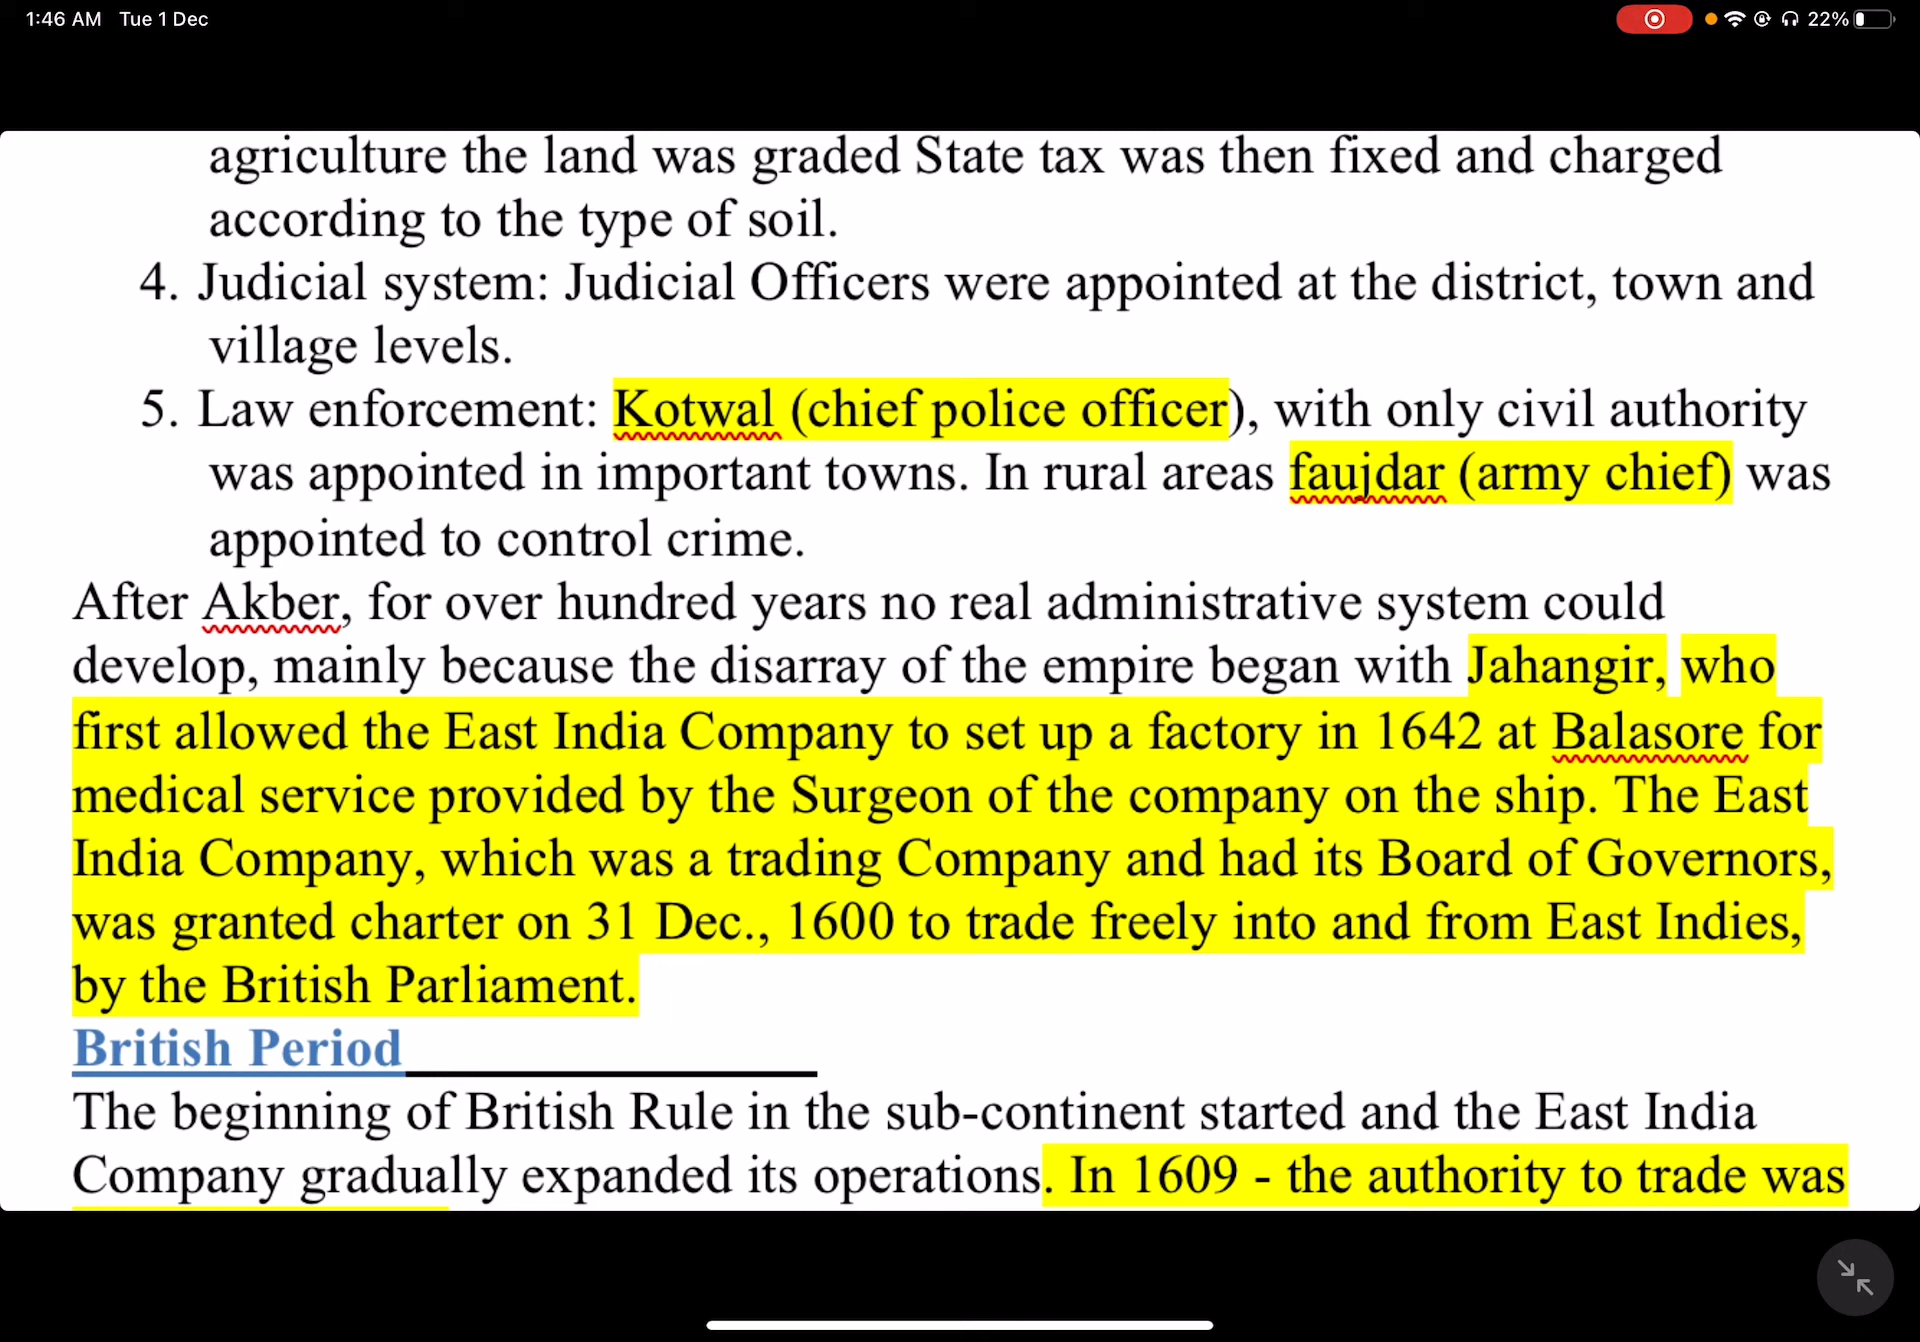 1:46 AM Tue 1 Dec
22%
agriculture the land was graded State tax was then fixed and charged
according to the type of soil.
4. Judicial system: Judicial Officers were appointed at the district, town and
village levels.
5. Law enforcement: Kotwal (chief police officer), with only civil authority
was appointed in important towns. In rural areas faujdar (army chief) was
appointed to control crime.
After Akber, for over hundred years no real administrative system could
develop, mainly because the disarray of the empire began with Jahangir, who
first allowed the East India Company to set up a factory in 1642 at Balasore for
medical service provided by the Surgeon of the company on the ship. The East
India Company, which was a trading Company and had its Board of Governors,
was granted charter on 31 Dec., 1600 to trade freely into and from East Indies,
by the British Parliament.
British Period
The beginning of British Rule in the sub-continent started and the East India
Company gradually expanded its operations. In 1609 - the authority to trade was